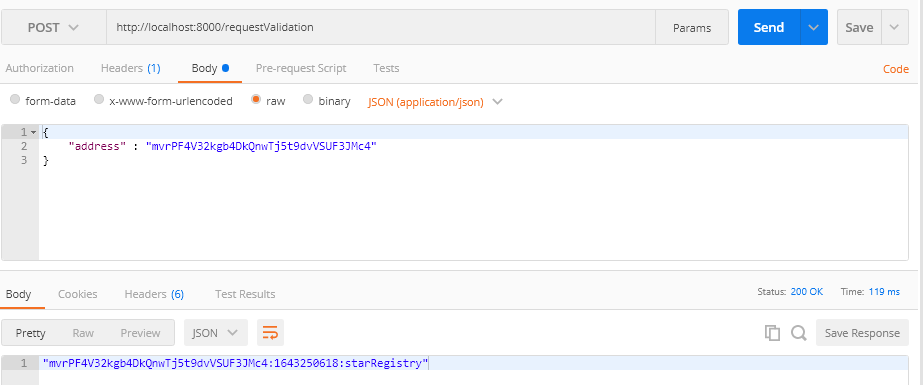 POST http://localhost:8000/requestValidation Params Send Save
Authorization Headers (1) Body Pre-request Script Tests Code
form-data x-www-form-urlencoded raw binary JSON (application/json)
1 {
2 "address" : "mvrPF4V32kgb4DkQnwTj5t9dvVSUF3JMc4"
3 }
Body Cookies Headers (6) Test Results Status: 200 OK Time: 119 ms
Pretty Raw Preview JSON Save Response
1 "mvrPF4V32kgb4DkQnwTj5t9dvVSUF3JMc4:1643250618:starRegistry"